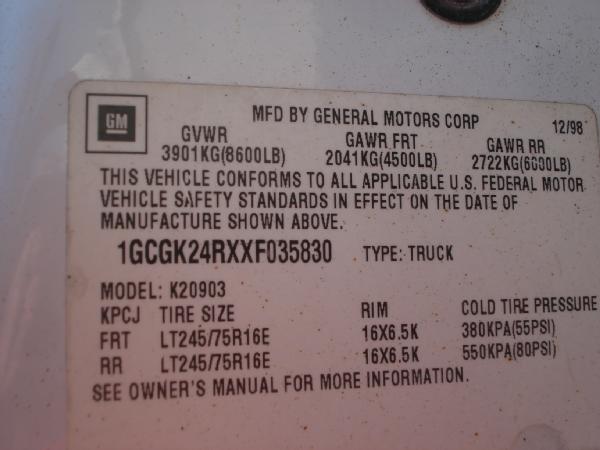 GM
MFD BY GENERAL MOTORS CORP 12/98
GVWR GAWR FRT GAWR RR
3901KG(8600LB) 2041KG(4500LB) 2722KG(6000LB)
THIS VEHICLE CONFORMS TO ALL APPLICABLE U.S. FEDERAL MOTOR
VEHICLE SAFETY STANDARDS IN EFFECT ON THE DATE OF
MANUFACTURE SHOWN ABOVE.
1GCGK24RXXF035830 TYPE: TRUCK
MODEL: K20903
KPCJ TIRE SIZE RIM COLD TIRE PRESSURE
FRT LT245/75R16E 16X6.5K 380KPA(55PSI)
RR LT245/75R16E 16X6.5K 550KPA(80PSI)
SEE OWNER'S MANUAL FOR MORE INFORMATION.